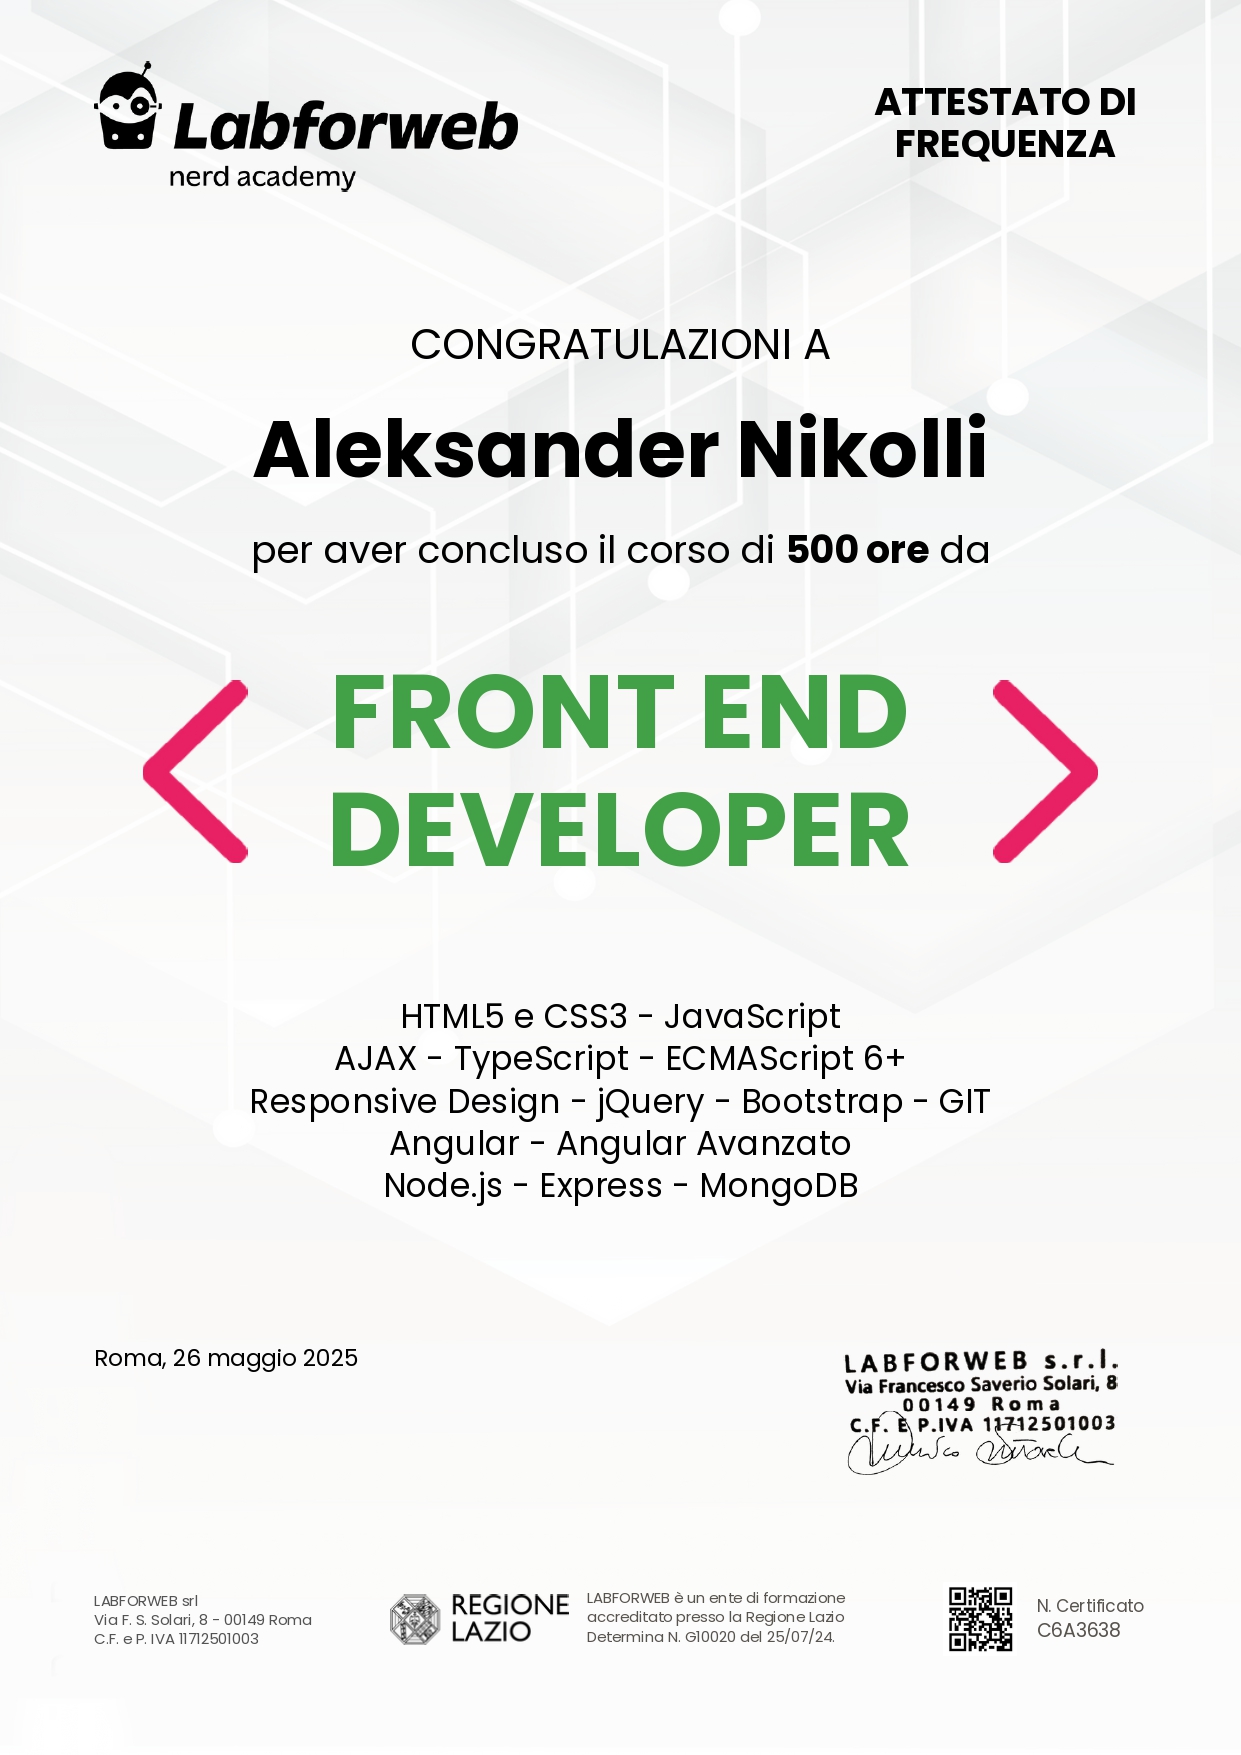 Labforweb
nerd academy
ATTESTATO DI
FREQUENZA
CONGRATULAZIONI A
Aleksander Nikolli
per aver concluso il corso di 500 ore da
FRONT END
DEVELOPER
HTML5 e CSS3 - JavaScript
AJAX - TypeScript - ECMAScript 6+
Responsive Design - jQuery - Bootstrap - GIT
Angular - Angular Avanzato
Node.js - Express - MongoDB
Roma, 26 maggio 2025
LABFORWEB s.r.l.
Via Francesco Saverio Solari, 8
00149 Roma
C.F. E P.IVA 11712501003
LABFORWEB srl
Via F. S. Solari, 8 - 00149 Roma
C.F. e P. IVA 11712501003
REGIONE
LAZIO
LABFORWEB è un ente di formazione
accreditato presso la Regione Lazio
Determina N. G10020 del 25/07/24.
N. Certificato
C6A3638